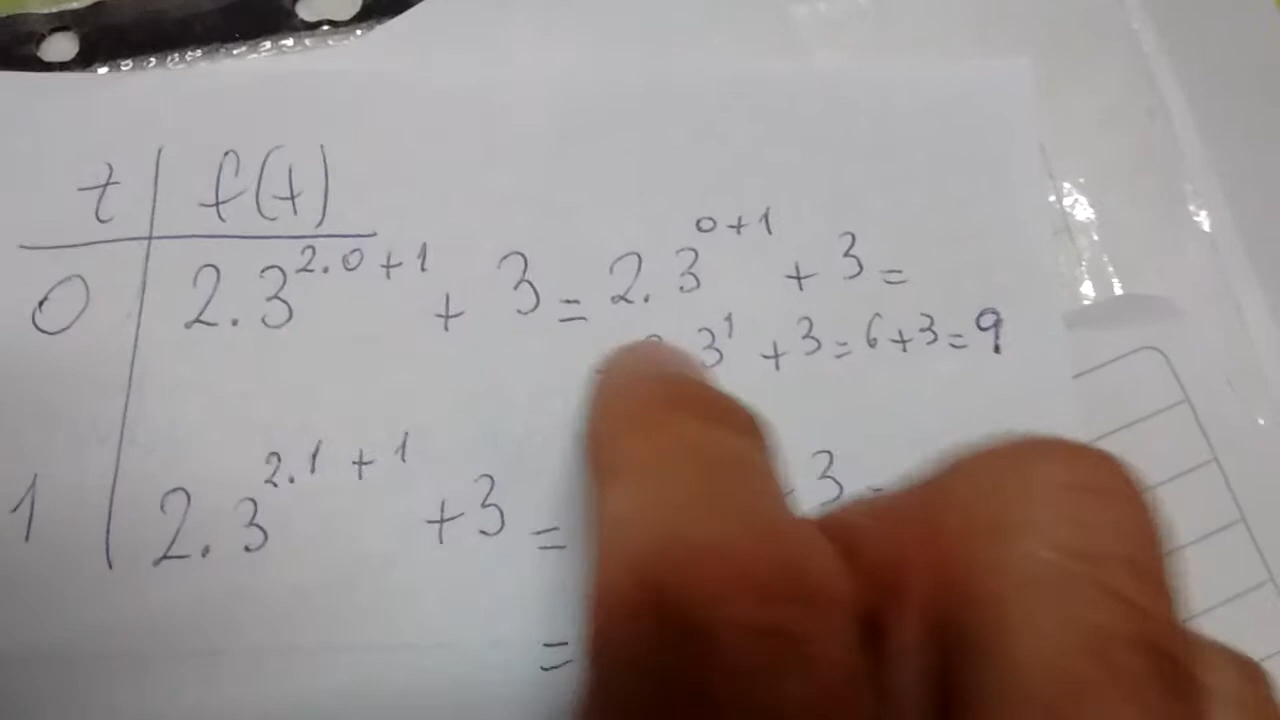 t f(t)
0 2.3^{2.0+1} + 3 = 2.3^{0+1} + 3 =
3^1 + 3 = 6+3 = 9
1 2.3^{2.1+1} + 3 = 3
=